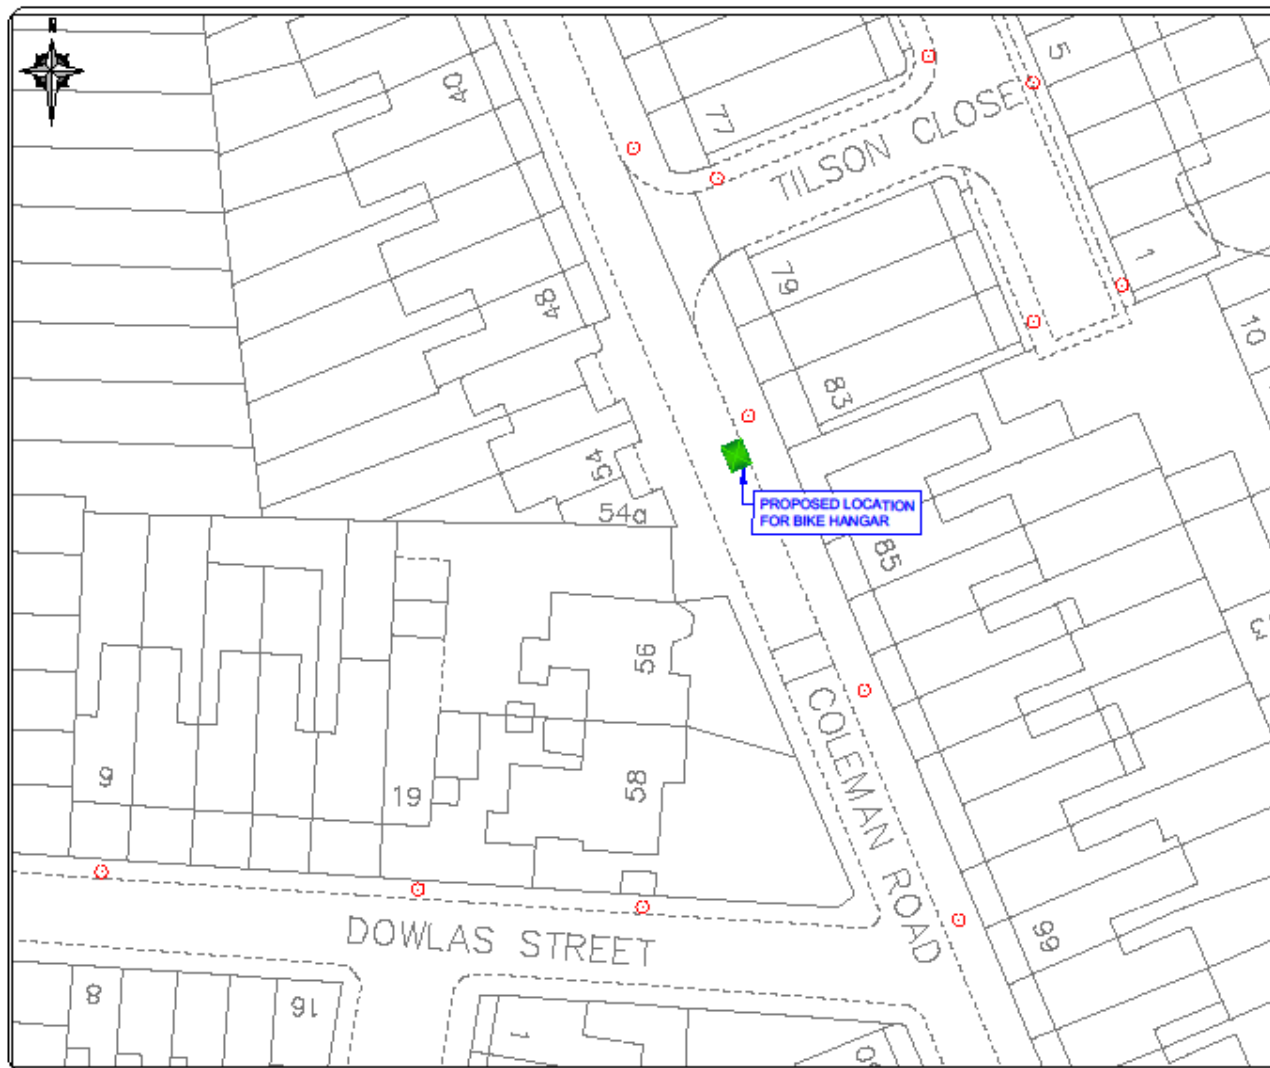 N
40
77
5
TILSON CLOSE
79
1
48
10
83
54
54a
PROPOSED LOCATION
FOR BIKE HANGAR
85
56
COLEMAN ROAD
58
9
19
99
DOWLAS STREET
8
16
1